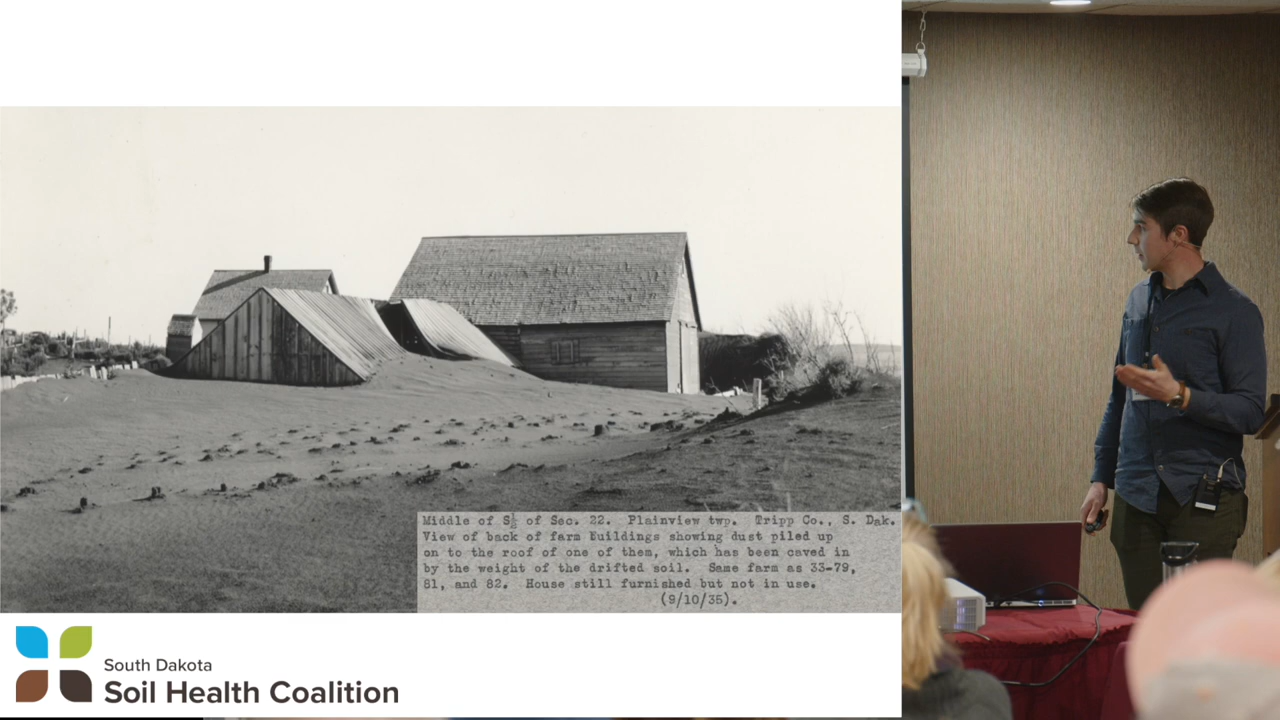 Middle of S½ of Sec. 22. Plainview twp. Tripp Co., S. Dak.
View of back of farm buildings showing dust piled up
on to the roof of one of them, which has been caved in
by the weight of the drifted soil. Same farm as 33-79,
81, and 82. House still furnished but not in use.
(9/10/35).
South Dakota
Soil Health Coalition